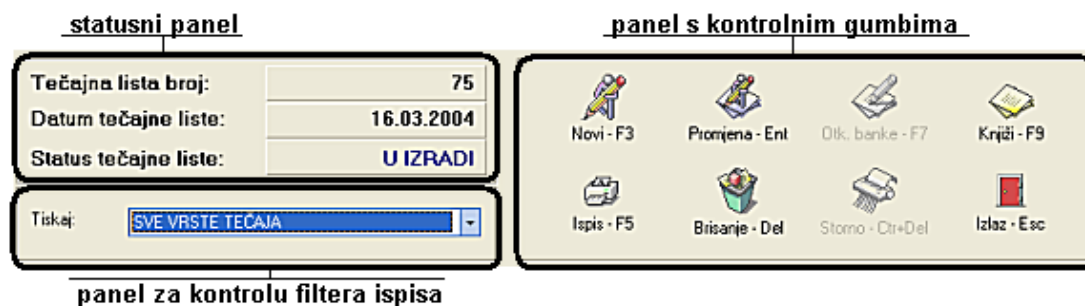 statusni panel
panel s kontrolnim gumbima
Tečajna lista broj: 75
Datum tečajne liste: 16.03.2004
Status tečajne liste: U IZRADI
Tiskaj: SVE VRSTE TEČAJA
Novi - F3 Promjena - Ent Otk. banke - F7 Knjiži - F9
Ispis - F5 Brisanje - Del Storno - Ctr+Del Izlaz - Esc
panel za kontrolu filtera ispisa